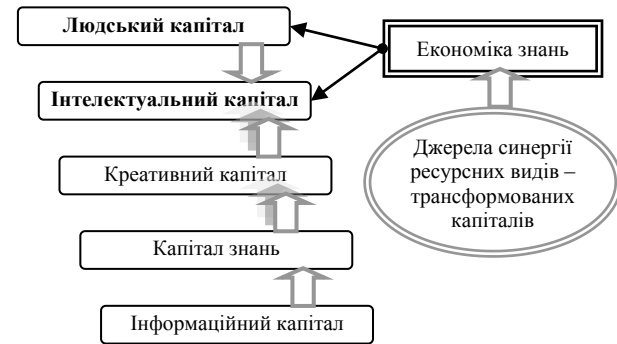 Людський капітал
Економіка знань
Інтелектуальний капітал
Креативний капітал
Джерела синергії
ресурсних видів –
трансформованих
капіталів
Капітал знань
Інформаційний капітал